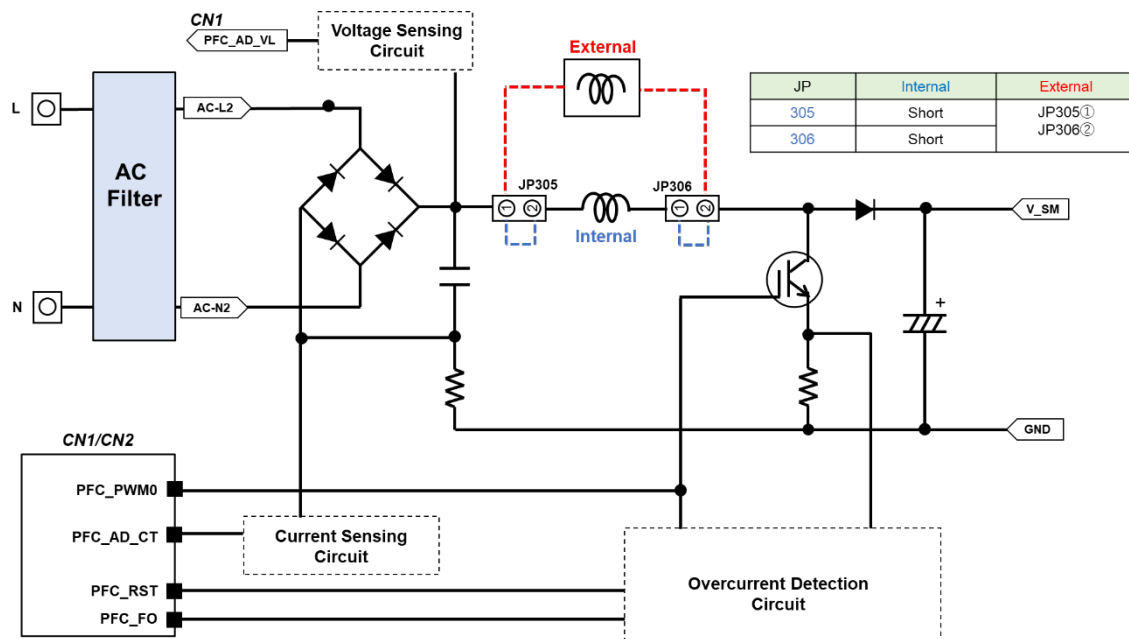 CN1
PFC_AD_VL
Voltage Sensing
Circuit
External
JP Internal External
305 Short JP305①
JP306②
306 Short
L
AC-L2
AC
Filter
JP305
① ②
JP306
① ②
Internal
V_SM
N
AC-N2
+
GND
CN1/CN2
PFC_PWM0
PFC_AD_CT
PFC_RST
PFC_FO
Current Sensing
Circuit
Overcurrent Detection
Circuit